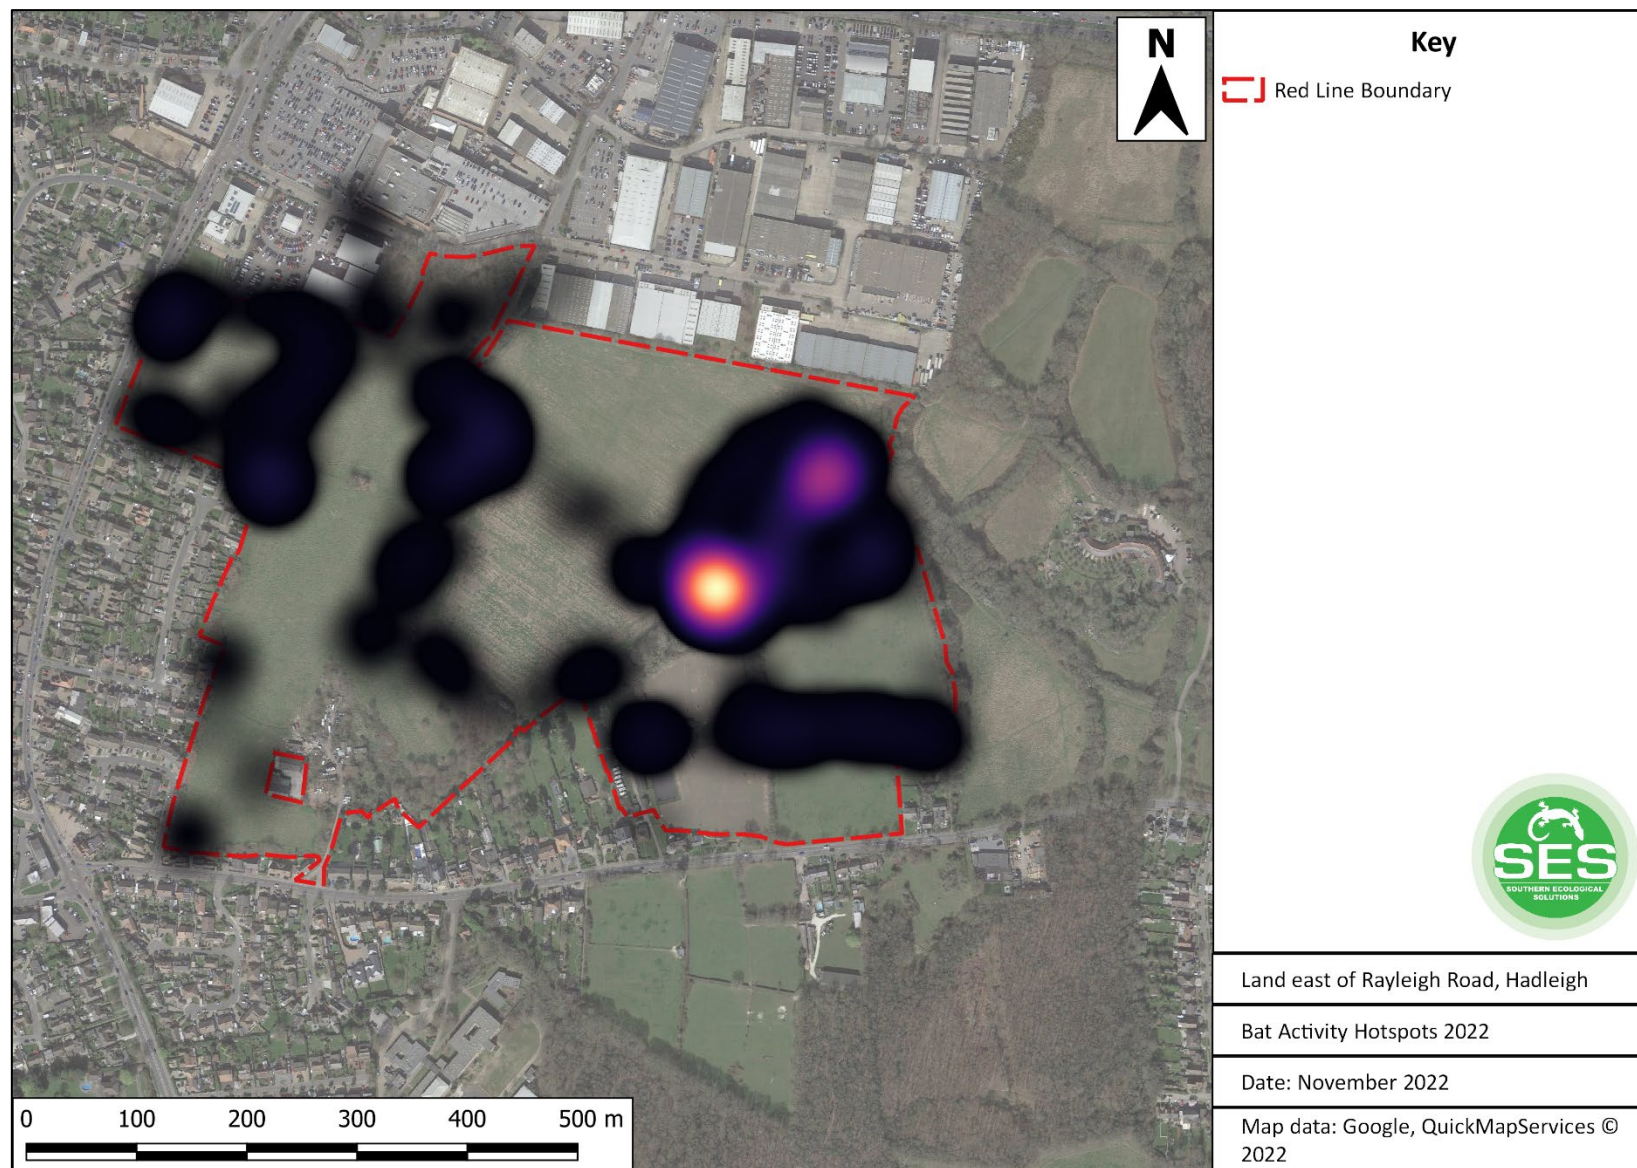 N
Key
Red Line Boundary
SES
SOUTHERN ECOLOGICAL
SOLUTIONS
Land east of Rayleigh Road, Hadleigh
Bat Activity Hotspots 2022
Date: November 2022
Map data: Google, QuickMapServices ©
2022
0 100 200 300 400 500 m